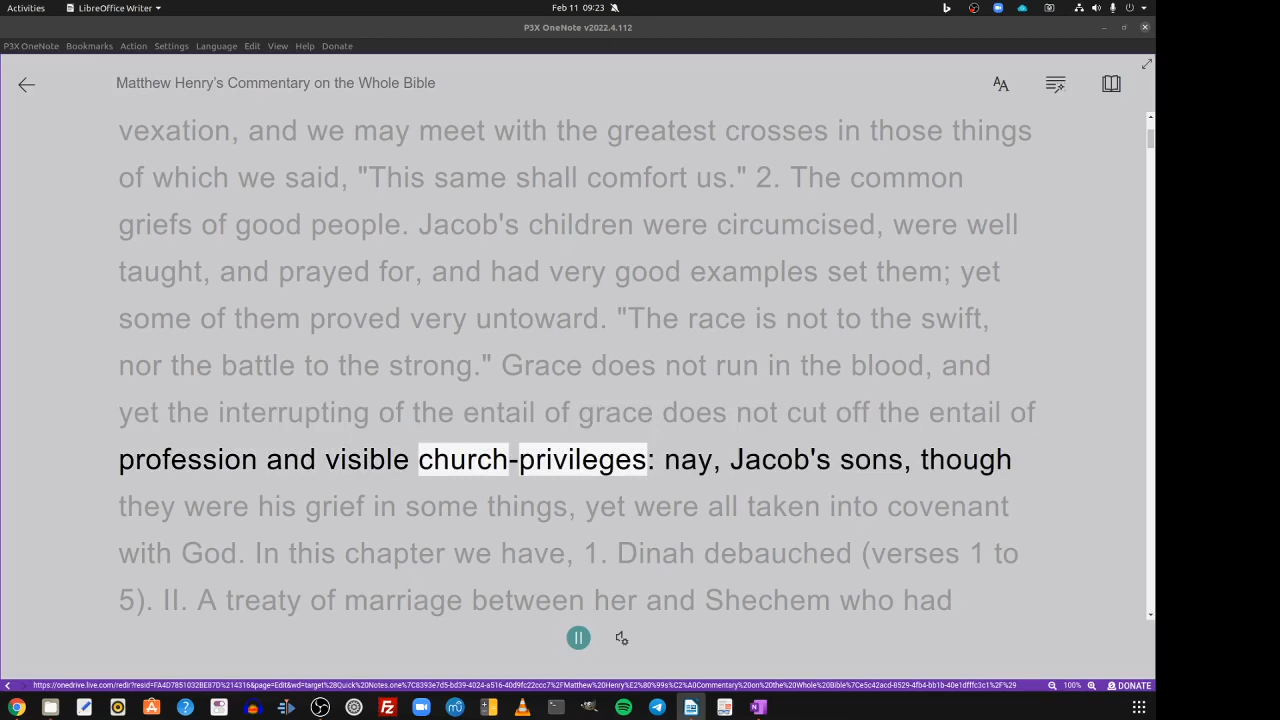 Activities
LibreOffice Writer
Feb 11 09:23
P3X OneNote v2022.4.112
P3X OneNote Bookmarks Action Settings Language Edit View Help Donate
Matthew Henry's Commentary on the Whole Bible
vexation, and we may meet with the greatest crosses in those things
of which we said, "This same shall comfort us." 2. The common
griefs of good people. Jacob's children were circumcised, were well
taught, and prayed for, and had very good examples set them; yet
some of them proved very untoward. "The race is not to the swift,
nor the battle to the strong." Grace does not run in the blood, and
yet the interrupting of the entail of grace does not cut off the entail of
profession and visible church-privileges: nay, Jacob's sons, though
they were his grief in some things, yet were all taken into covenant
with God. In this chapter we have, 1. Dinah debauched (verses 1 to
5). II. A treaty of marriage between her and Shechem who had
100%
DONATE